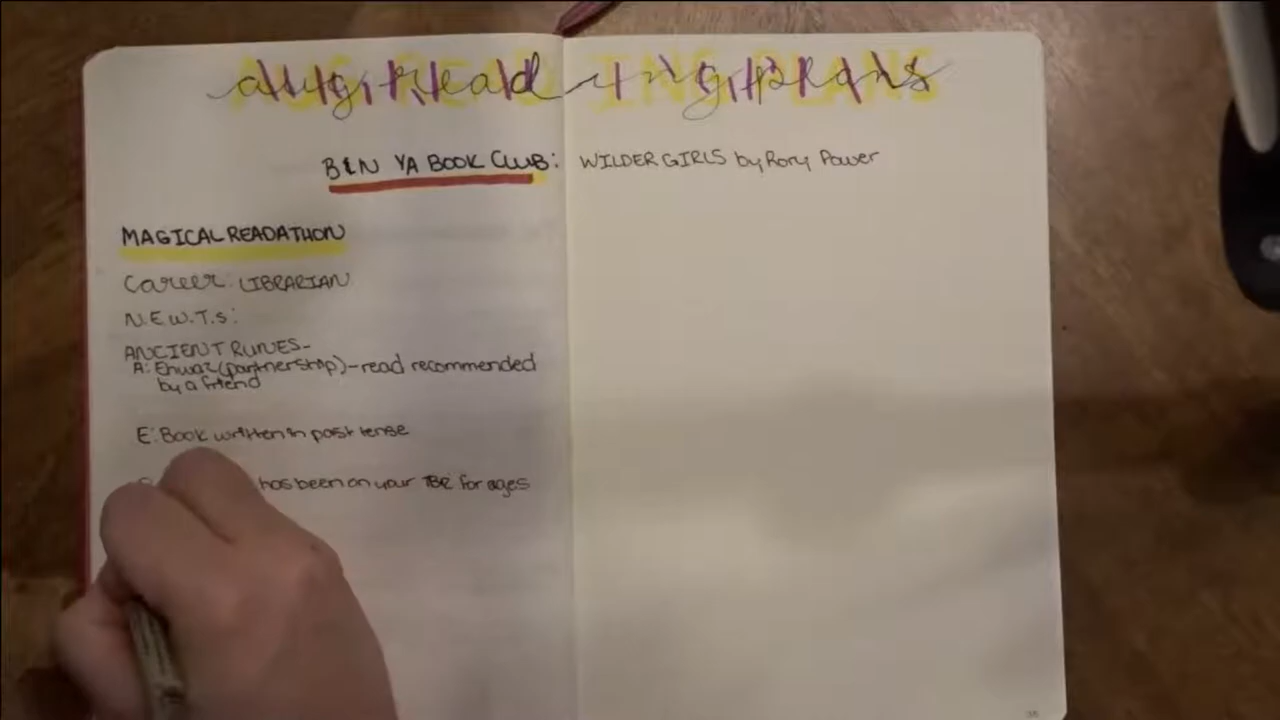 aug. reading plans
B&N YA BOOK CLUB: WILDER GIRLS by Rory Power
MAGICAL READATHON
Career: LIBRARIAN
N.E.W.T.s:
ANCIENT RUNES-
A: Ehwaz (partnership) - read recommended
by a friend
E: Book written in past tense
has been on your TBR for ages